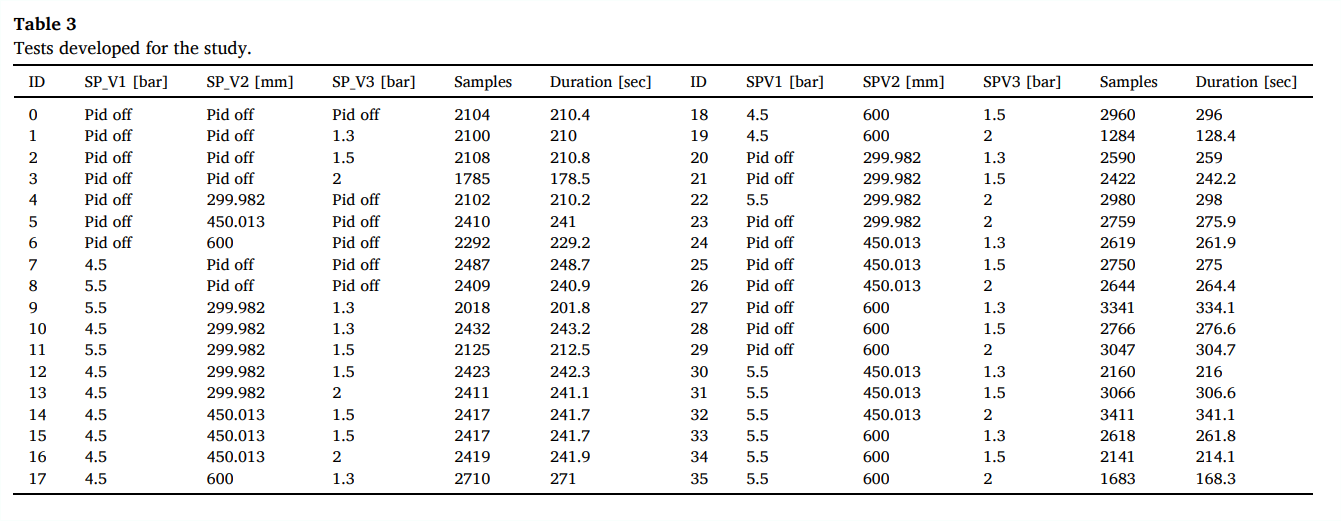 Table 3
Tests developed for the study.
ID SP_V1 [bar] SP_V2 [mm] SP_V3 [bar] Samples Duration [sec] ID SPV1 [bar] SPV2 [mm] SPV3 [bar] Samples Duration [sec]
0 Pid off Pid off Pid off 2104 210.4 18 4.5 600 1.5 2960 296
1 Pid off Pid off 1.3 2100 210 19 4.5 600 2 1284 128.4
2 Pid off Pid off 1.5 2108 210.8 20 Pid off 299.982 1.3 2590 259
3 Pid off Pid off 2 1785 178.5 21 Pid off 299.982 1.5 2422 242.2
4 Pid off 299.982 Pid off 2102 210.2 22 5.5 299.982 2 2980 298
5 Pid off 450.013 Pid off 2410 241 23 Pid off 299.982 2 2759 275.9
6 Pid off 600 Pid off 2292 229.2 24 Pid off 450.013 1.3 2619 261.9
7 4.5 Pid off Pid off 2487 248.7 25 Pid off 450.013 1.5 2750 275
8 5.5 Pid off Pid off 2409 240.9 26 Pid off 450.013 2 2644 264.4
9 5.5 299.982 1.3 2018 201.8 27 Pid off 600 1.3 3341 334.1
10 4.5 299.982 1.3 2432 243.2 28 Pid off 600 1.5 2766 276.6
11 5.5 299.982 1.5 2125 212.5 29 Pid off 600 2 3047 304.7
12 4.5 299.982 1.5 2423 242.3 30 5.5 450.013 1.3 2160 216
13 4.5 299.982 2 2411 241.1 31 5.5 450.013 1.5 3066 306.6
14 4.5 450.013 1.5 2417 241.7 32 5.5 450.013 2 3411 341.1
15 4.5 450.013 1.5 2417 241.7 33 5.5 600 1.3 2618 261.8
16 4.5 450.013 2 2419 241.9 34 5.5 600 1.5 2141 214.1
17 4.5 600 1.3 2710 271 35 5.5 600 2 1683 168.3